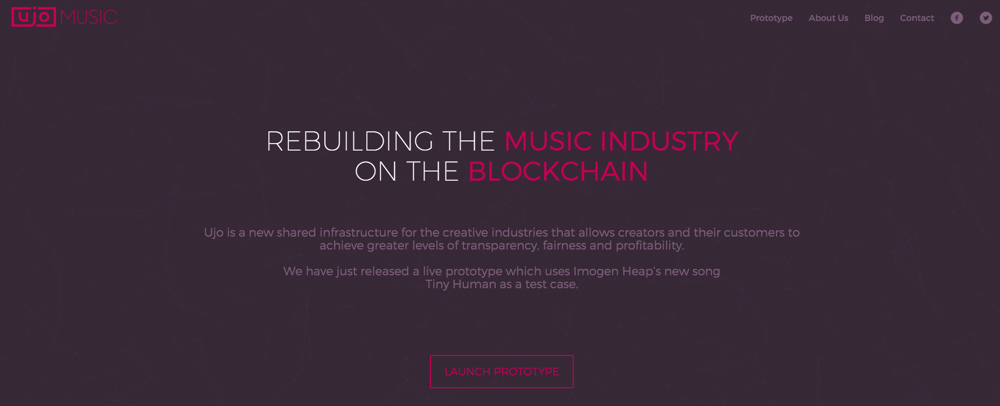 ujo MUSIC
Prototype About Us Blog Contact
REBUILDING THE MUSIC INDUSTRY
ON THE BLOCKCHAIN
Ujo is a new shared infrastructure for the creative industries that allows creators and their customers to
achieve greater levels of transparency, fairness and profitability.
We have just released a live prototype which uses Imogen Heap’s new song
Tiny Human as a test case.
LAUNCH PROTOTYPE